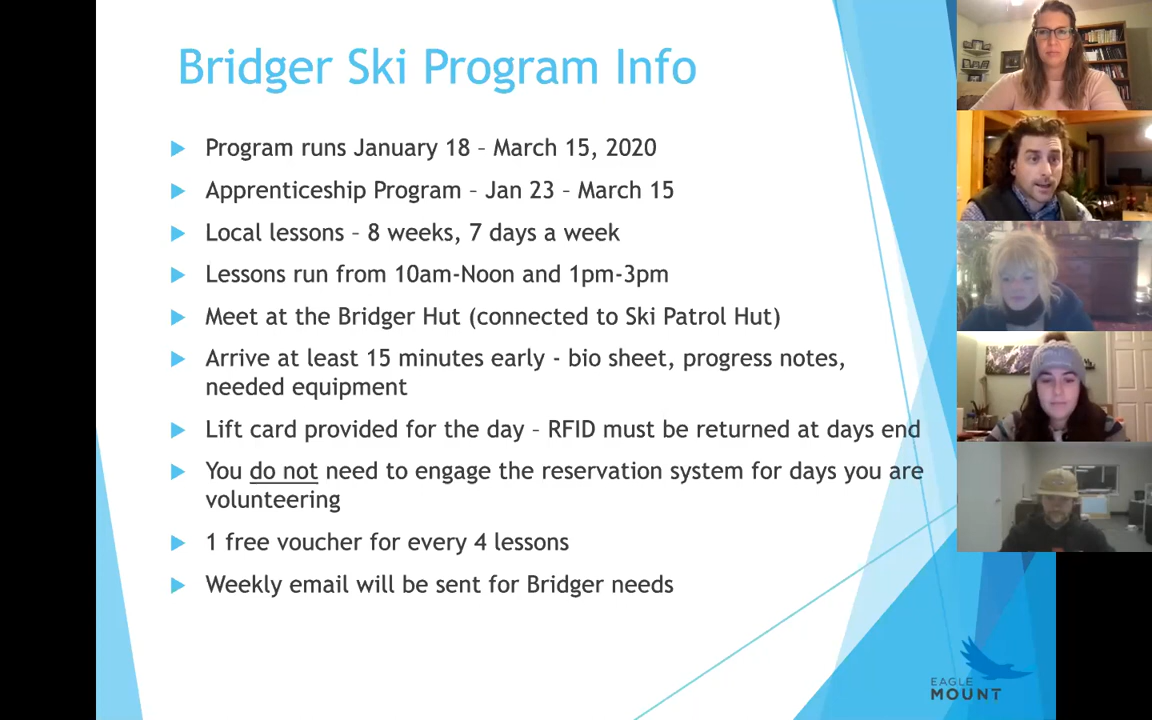 Bridger Ski Program Info
Program runs January 18 – March 15, 2020
Apprenticeship Program – Jan 23 – March 15
Local lessons – 8 weeks, 7 days a week
Lessons run from 10am-Noon and 1pm-3pm
Meet at the Bridger Hut (connected to Ski Patrol Hut)
Arrive at least 15 minutes early - bio sheet, progress notes,
needed equipment
Lift card provided for the day – RFID must be returned at days end
You do not need to engage the reservation system for days you are
volunteering
1 free voucher for every 4 lessons
Weekly email will be sent for Bridger needs
EAGLE
MOUNT